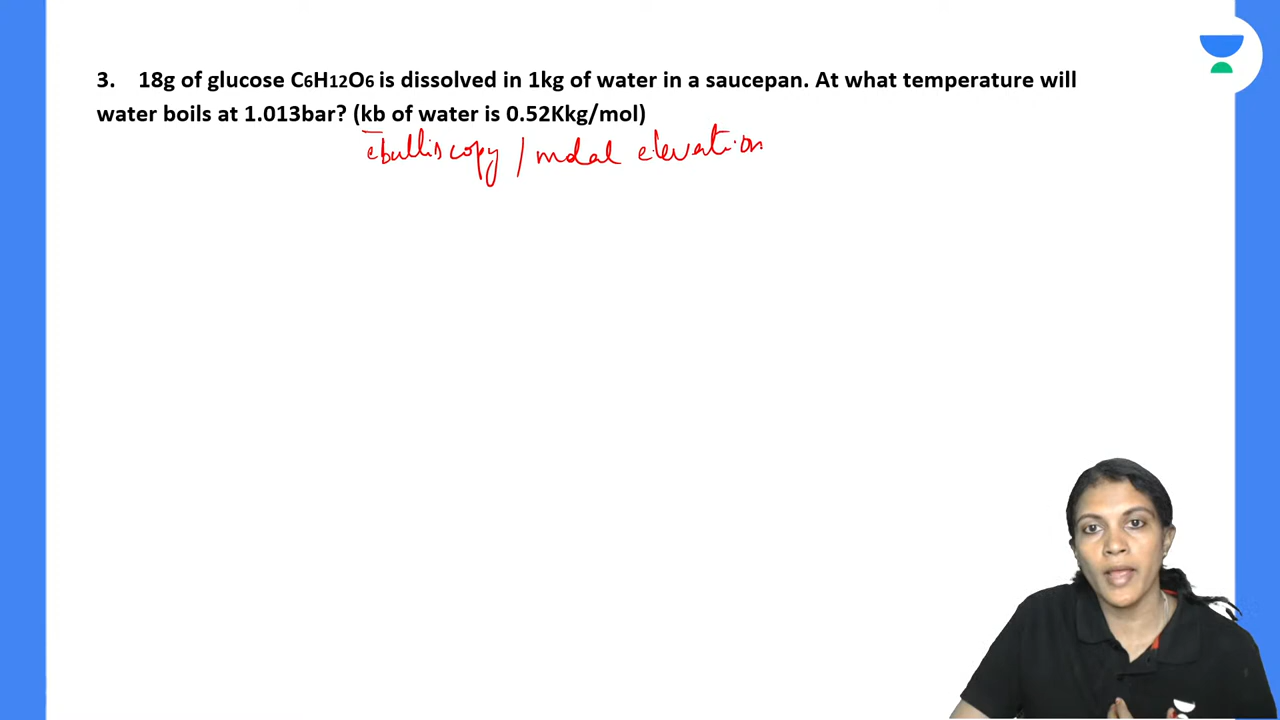 3. 18g of glucose C6H12O6 is dissolved in 1kg of water in a saucepan. At what temperature will
water boils at 1.013bar? (kb of water is 0.52Kkg/mol)
ebulliscopy / molal elevation